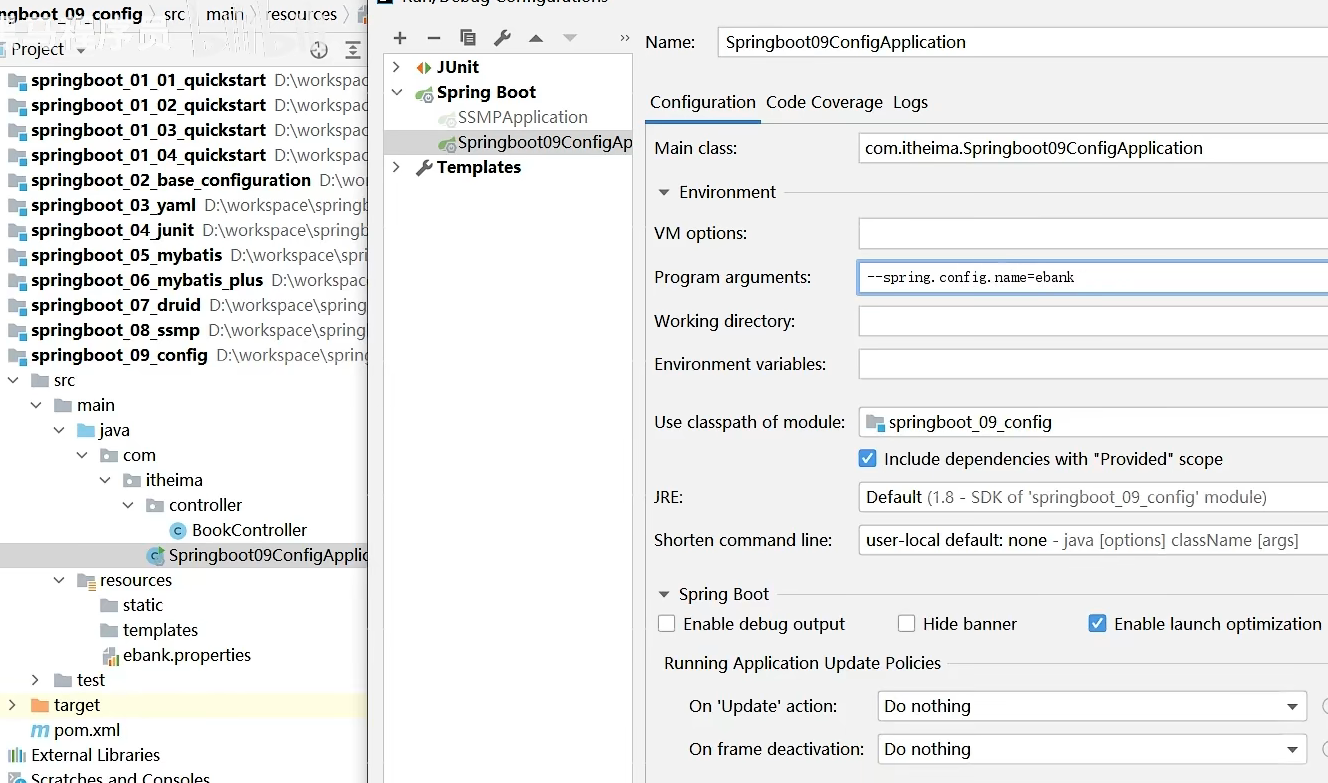 ngboot_09_config src main resources
Project
springboot_01_01_quickstart D:\workspac
springboot_01_02_quickstart D:\workspac
springboot_01_03_quickstart D:\workspac
springboot_01_04_quickstart D:\workspac
springboot_02_base_configuration D:\wo
springboot_03_yaml D:\workspace\springb
springboot_04_junit D:\workspace\springb
springboot_05_mybatis D:\workspace\spri
springboot_06_mybatis_plus D:\workspac
springboot_07_druid D:\workspace\spring
springboot_08_ssmp D:\workspace\spring
springboot_09_config D:\workspace\spring
src
main
java
com
itheima
controller
BookController
Springboot09ConfigApplic
resources
static
templates
ebank.properties
test
target
pom.xml
External Libraries
Scratches and Consoles
Run/Debug Configurations
JUnit
Spring Boot
SSMPApplication
Springboot09ConfigAp
Templates
Name: Springboot09ConfigApplication
Configuration Code Coverage Logs
Main class: com.itheima.Springboot09ConfigApplication
Environment
VM options:
Program arguments: --spring.config.name=ebank
Working directory:
Environment variables:
Use classpath of module: springboot_09_config
Include dependencies with "Provided" scope
JRE: Default (1.8 - SDK of 'springboot_09_config' module)
Shorten command line: user-local default: none - java [options] className [args]
Spring Boot
Enable debug output Hide banner Enable launch optimization
Running Application Update Policies
On 'Update' action: Do nothing
On frame deactivation: Do nothing